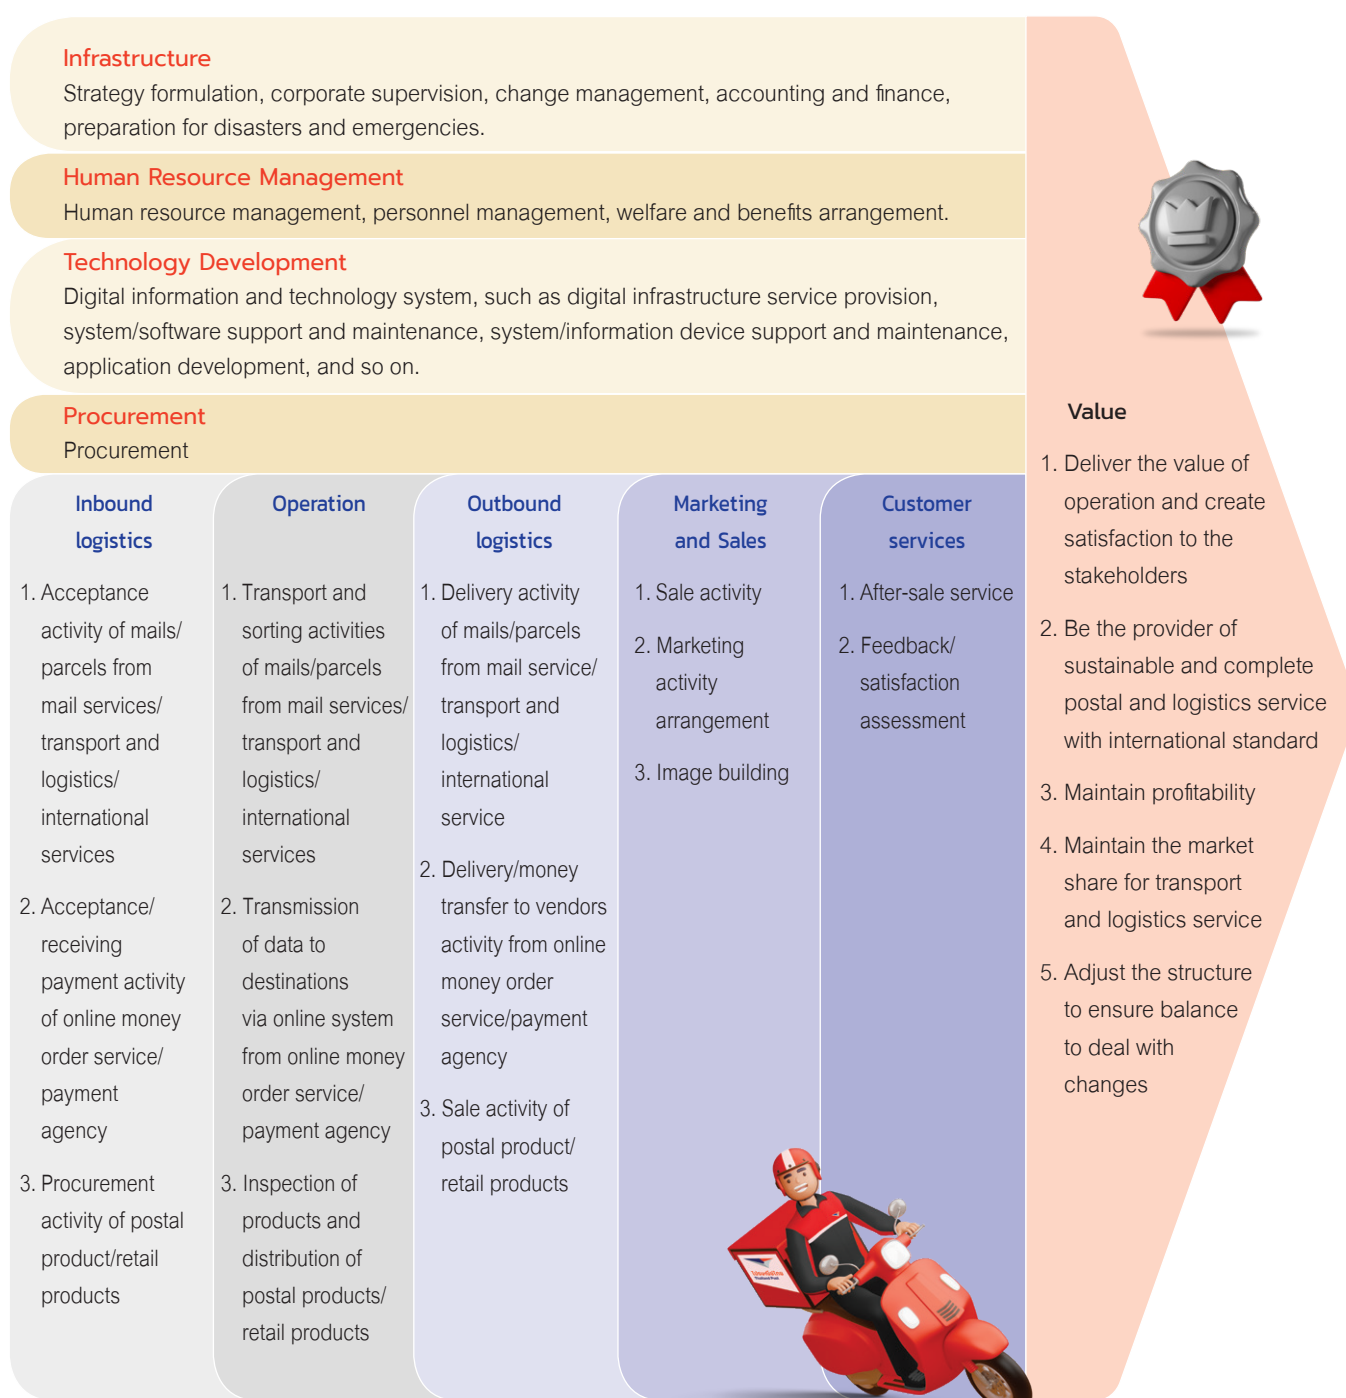 Infrastructure
Strategy formulation, corporate supervision, change management, accounting and finance,
preparation for disasters and emergencies.
Human Resource Management
Human resource management, personnel management, welfare and benefits arrangement.
Technology Development
Digital information and technology system, such as digital infrastructure service provision,
system/software support and maintenance, system/information device support and maintenance,
application development, and so on.
Procurement
Procurement
Inbound
logistics
1. Acceptance
activity of mails/
parcels from
mail services/
transport and
logistics/
international
services
2. Acceptance/
receiving
payment activity
of online money
order service/
payment
agency
3. Procurement
activity of postal
product/retail
products
Operation
1. Transport and
sorting activities
of mails/parcels
from mail services/
transport and
logistics/
international
services
2. Transmission
of data to
destinations
via online system
from online money
order service/
payment agency
3. Inspection of
products and
distribution of
postal products/
retail products
Outbound
logistics
1. Delivery activity
of mails/parcels
from mail service/
transport and
logistics/
international
service
2. Delivery/money
transfer to vendors
activity from online
money order
service/payment
agency
3. Sale activity of
postal product/
retail products
Marketing
and Sales
1. Sale activity
2. Marketing
activity
arrangement
3. Image building
Customer
services
1. After-sale service
2. Feedback/
satisfaction
assessment
Value
1. Deliver the value of
operation and create
satisfaction to the
stakeholders
2. Be the provider of
sustainable and complete
postal and logistics service
with international standard
3. Maintain profitability
4. Maintain the market
share for transport
and logistics service
5. Adjust the structure
to ensure balance
to deal with
changes
ไปรษณีย์ไทย
Thailand Post